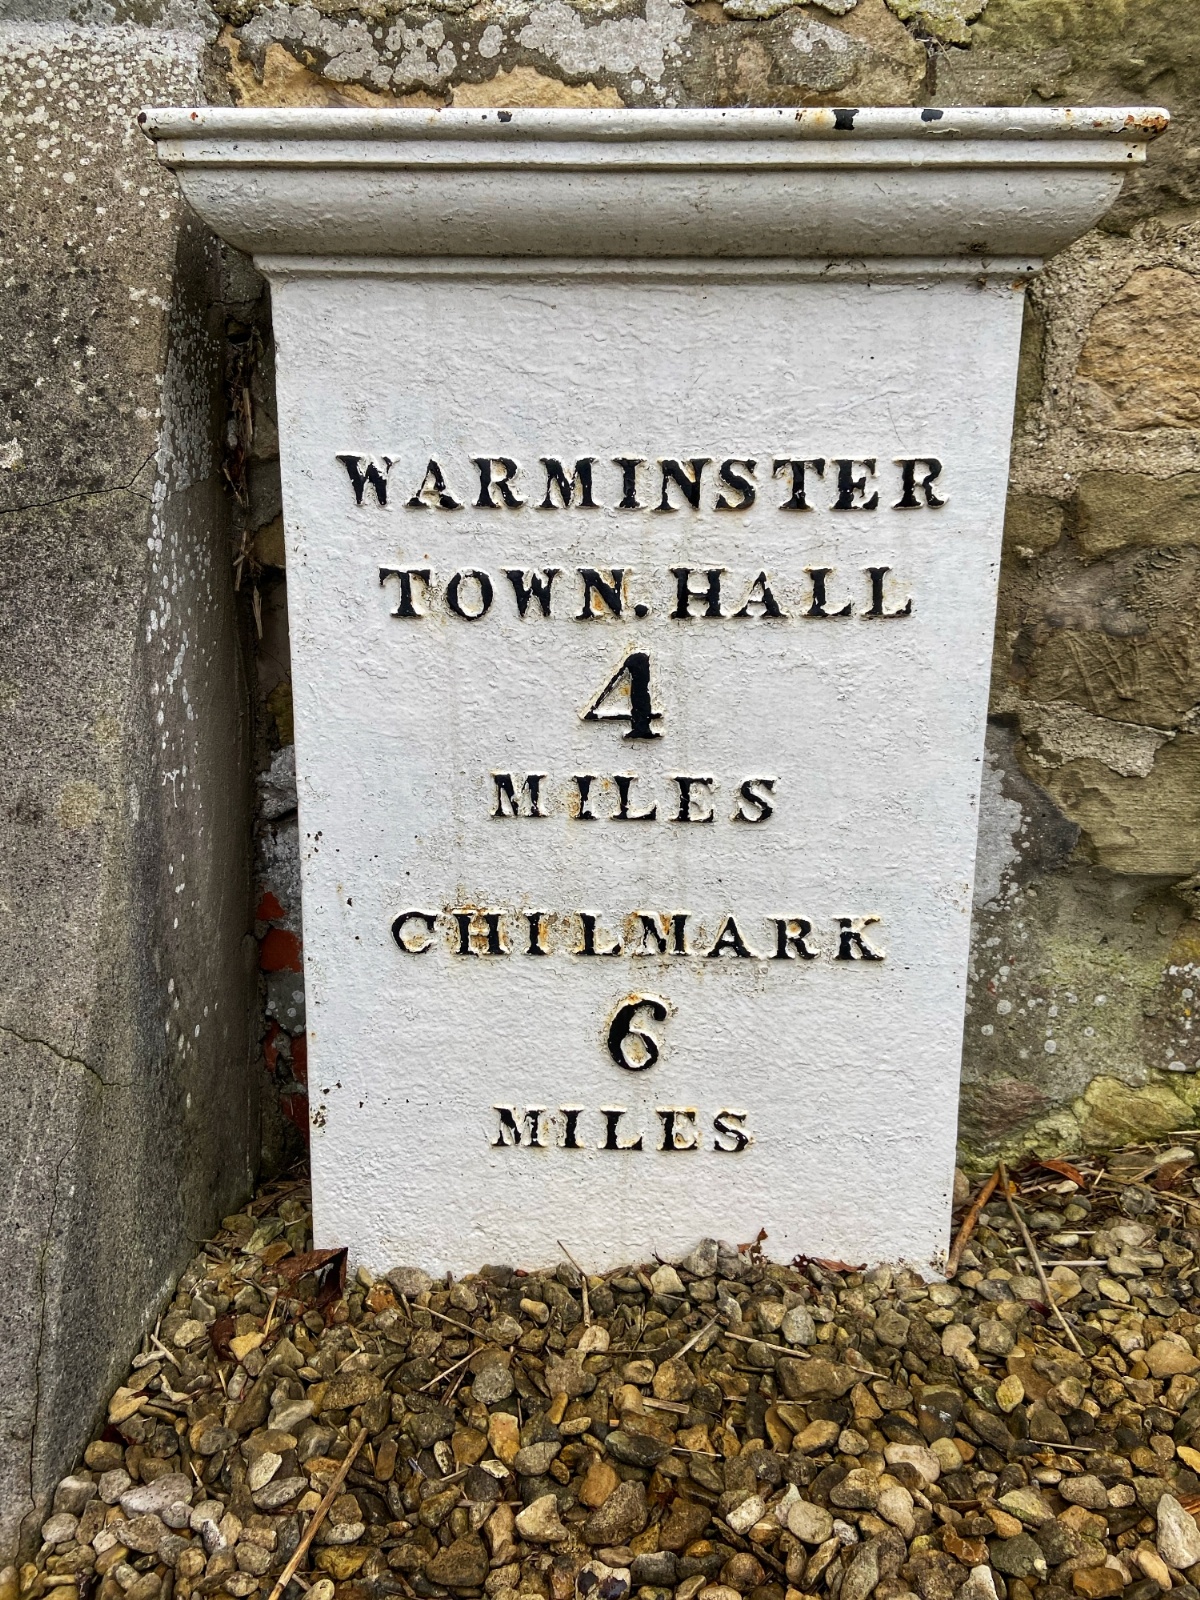 WARMINSTER
TOWN. HALL
4
MILES
CHILMARK
6
MILES